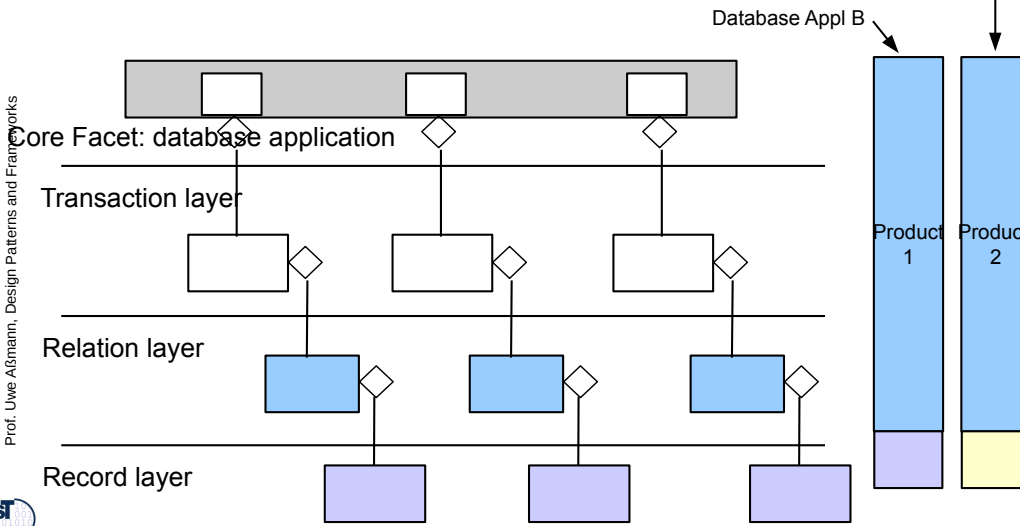 Database Appl B
Core Facet: database application
Transaction layer
Product
1
Produc
2
Relation layer
Record layer
Prof. Uwe Aßmann, Design Patterns and Frameworks
ST